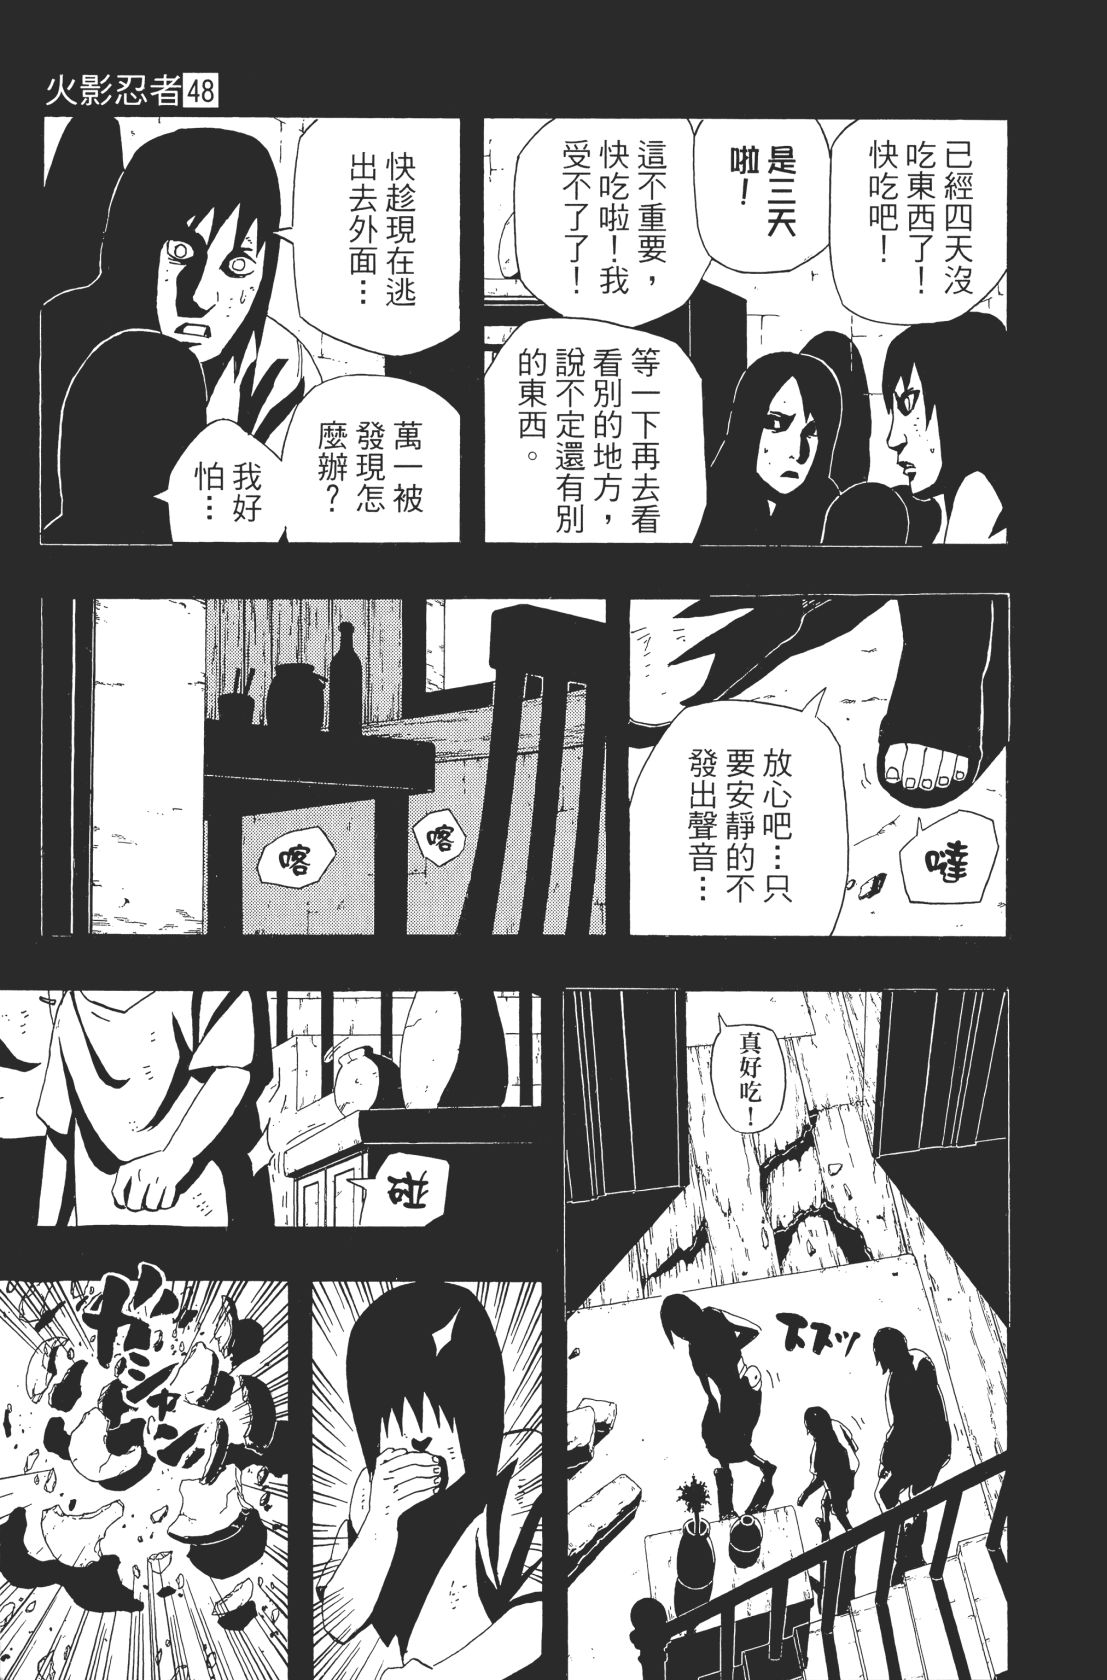 火影忍者48
已經四天沒
吃東西了！
快吃吧！
是三天
啦！
這不重要，
快吃啦！我
受不了了！
等一下再去看
看別的地方，
說不定還有別
的東西。
快趁現在逃
出去外面…
萬一被
發現怎
麼辦？
我好
怕…
放心吧…只
要安靜的不
發出聲音…
噠
喀
喀
真好吃！
ススッ
碰
ガシャン